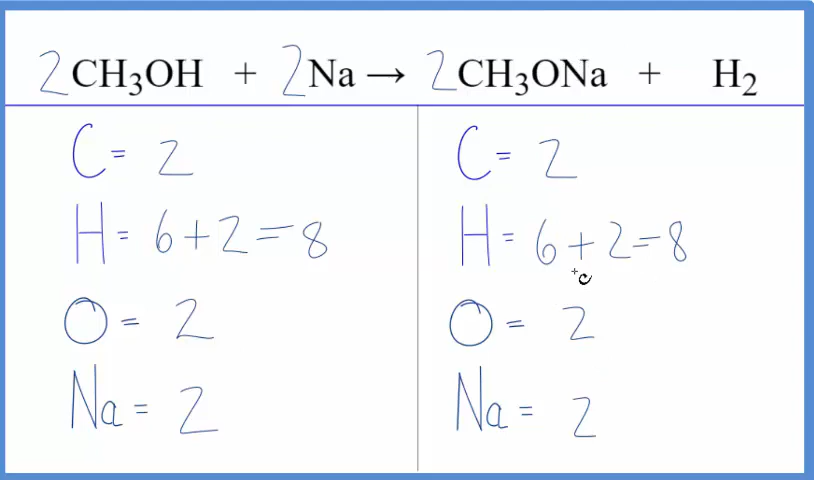 2CH₃OH + 2Na → 2CH₃ONa + H₂
C = 2
H = 6+2=8
O = 2
Na = 2
C = 2
H = 6+2=8
O = 2
Na = 2